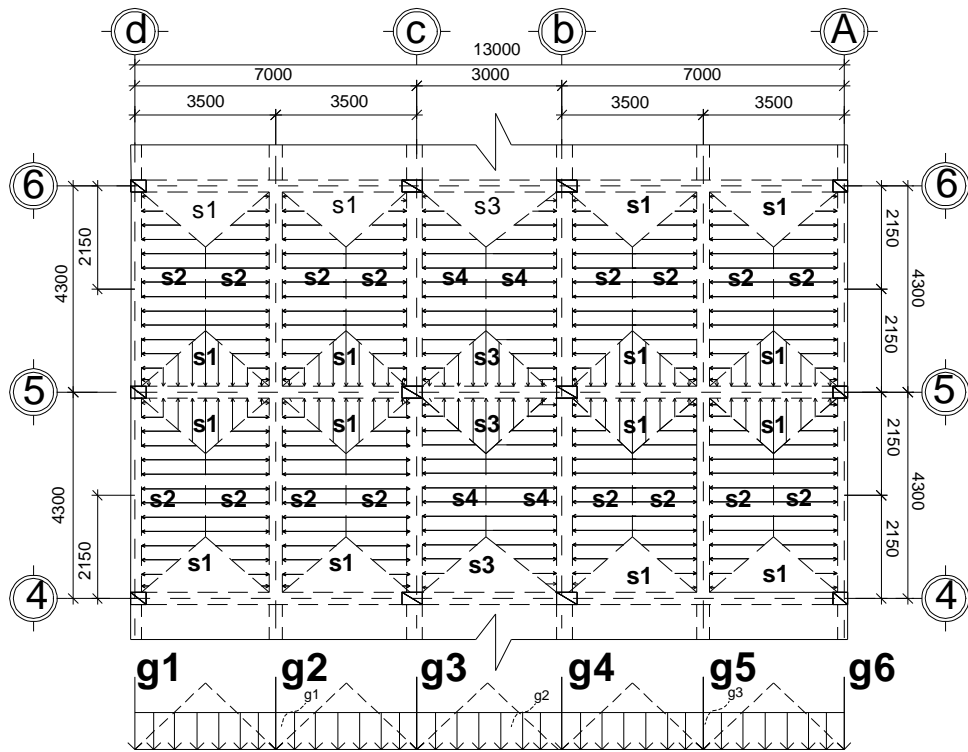 d c b A
13000
7000 3000 7000
3500 3500 3500 3500
6 6
s1 s1 s3 s1 s1
2150 2150
4300 s2 s2 s2 s2 s4 s4 s2 s2 s2 s2 4300
s1 s1 s3 s1 s1 2150
5 5
s1 s1 s3 s1 s1 2150
4300 s2 s2 s2 s2 s4 s4 s2 s2 s2 s2 4300
2150 2150
s1 s1 s3 s1 s1
4 4
g1 g2 g3 g4 g5 g6
g1 g2 g3